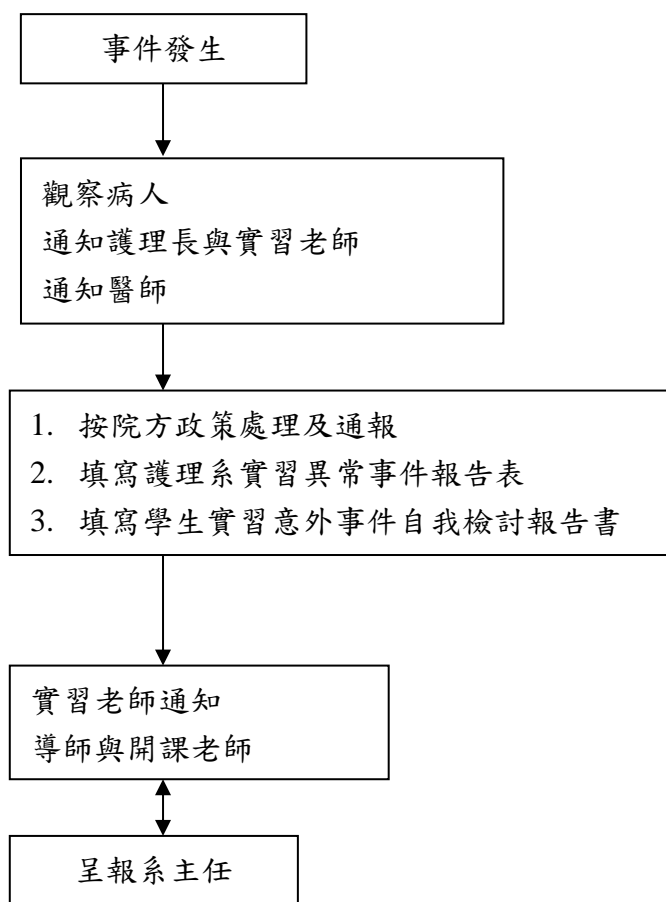 事件發生
觀察病人
通知護理長與實習老師
通知醫師
1. 按院方政策處理及通報
2. 填寫護理系實習異常事件報告表
3. 填寫學生實習意外事件自我檢討報告書
實習老師通知
導師與開課老師
呈報系主任